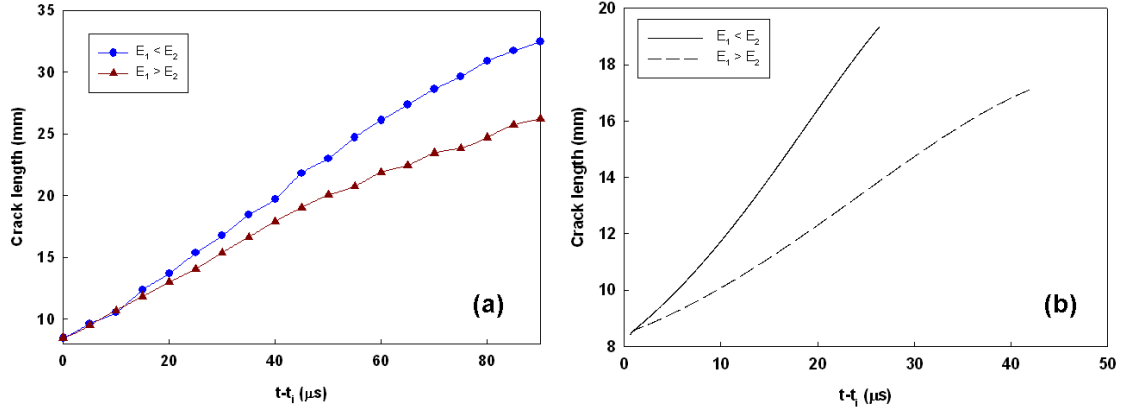 35
30
25
20
15
10
Crack length (mm)
E₁ < E₂
E₁ > E₂
(a)
0 20 40 60 80
t-tᵢ (μs)
20
18
16
14
12
10
8
Crack length (mm)
E₁ < E₂
E₁ > E₂
(b)
0 10 20 30 40 50
t-tᵢ (μs)